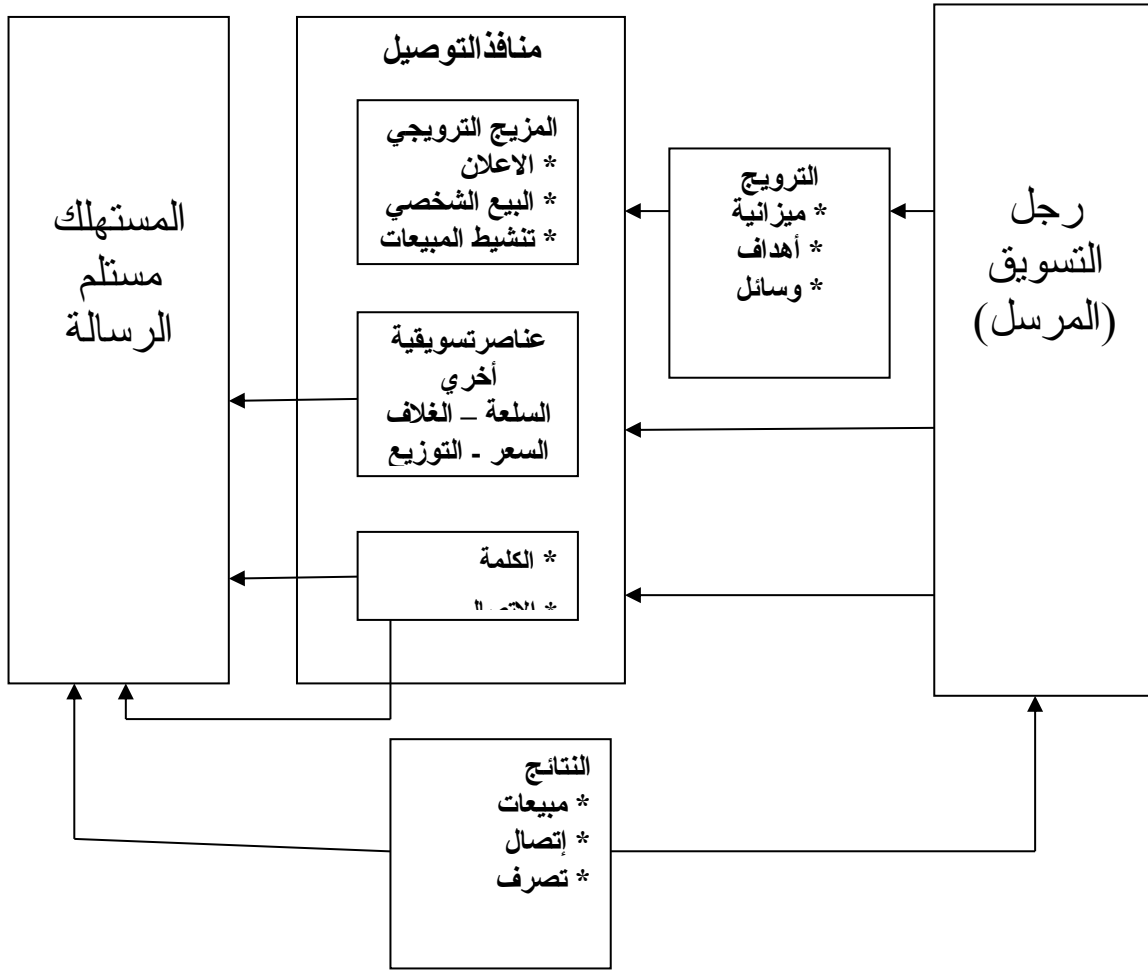 رجل
التسويق
(المرسل)
الترويج
* ميزانية
* أهداف
* وسائل
منافذالتوصيل
المزيج الترويجي
* الاعلان
* البيع الشخصي
* تنشيط المبيعات
عناصرتسويقية
أخري
السلعة – الغلاف
السعر - التوزيع
* الكلمة
المستهلك
مستلم
الرسالة
النتائج
* مبيعات
* إتصال
* تصرف